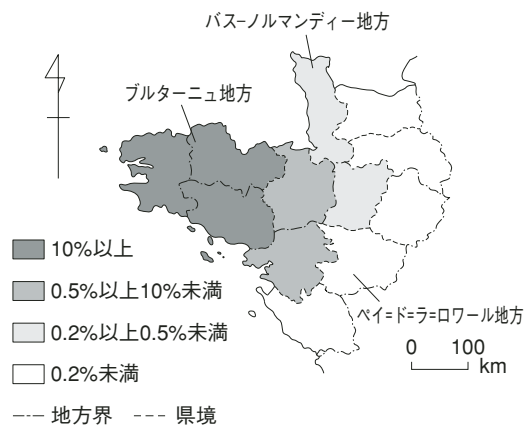 バス−ノルマンディー地方
ブルターニュ地方
10%以上
0.5%以上10%未満
0.2%以上0.5%未満
0.2%未満
ペイ=ド=ラ=ロワール地方
0 100
km
地方界 県境